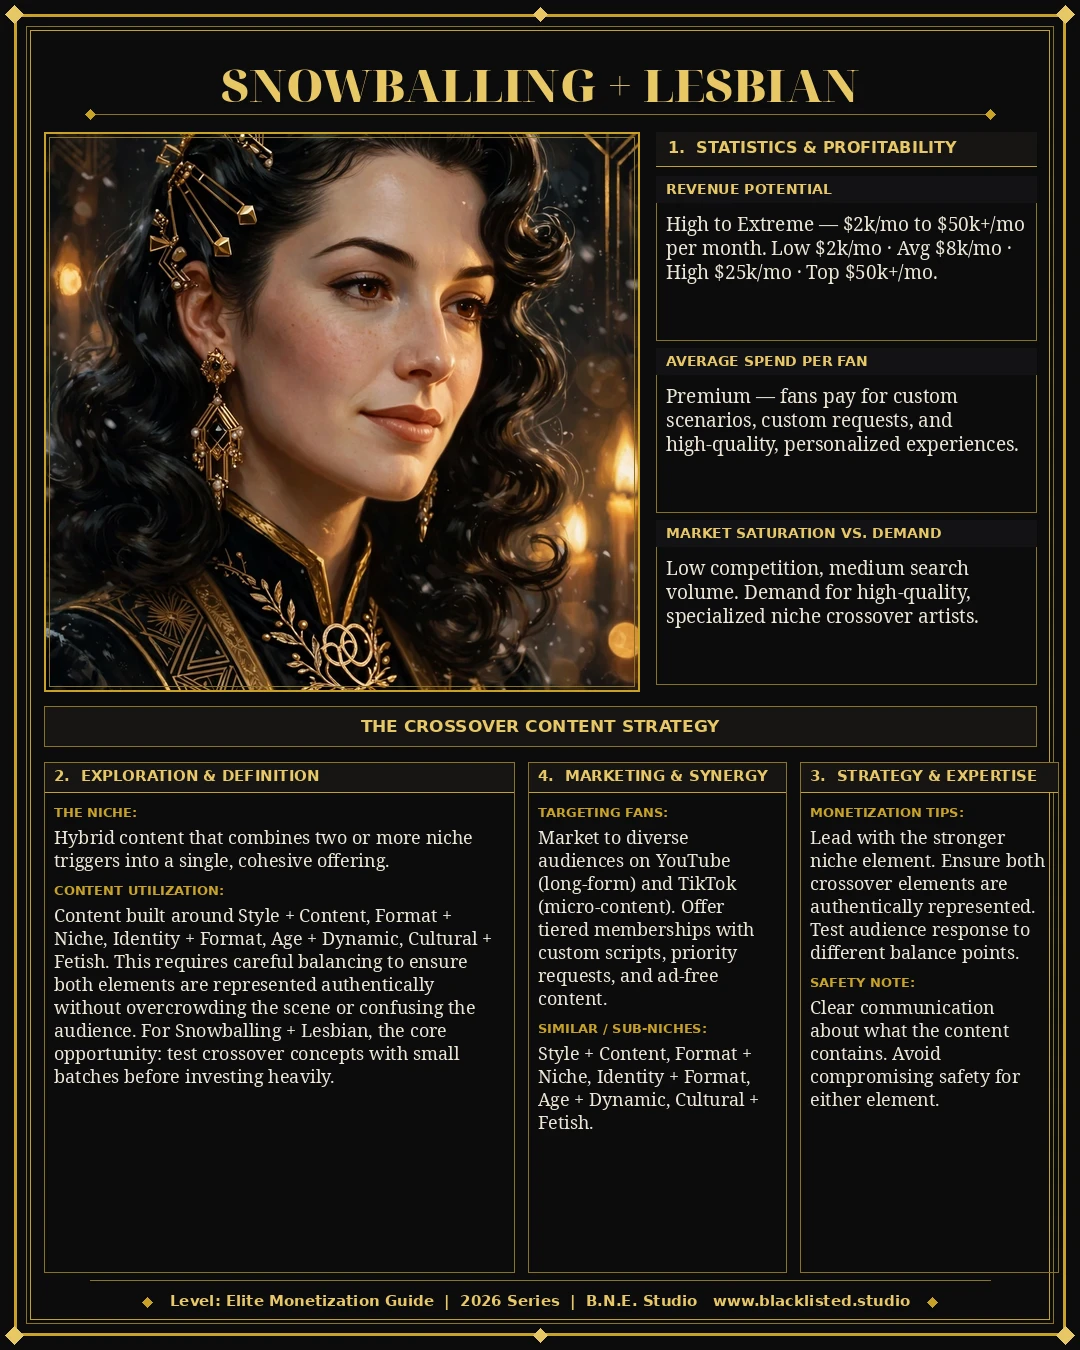 SNOWBALLING + LESBIAN
1. STATISTICS & PROFITABILITY
REVENUE POTENTIAL
High to Extreme — $2k/mo to $50k+/mo
per month. Low $2k/mo · Avg $8k/mo ·
High $25k/mo · Top $50k+/mo.
AVERAGE SPEND PER FAN
Premium — fans pay for custom
scenarios, custom requests, and
high-quality, personalized experiences.
MARKET SATURATION VS. DEMAND
Low competition, medium search
volume. Demand for high-quality,
specialized niche crossover artists.
THE CROSSOVER CONTENT STRATEGY
2. EXPLORATION & DEFINITION
THE NICHE:
Hybrid content that combines two or more niche
triggers into a single, cohesive offering.
CONTENT UTILIZATION:
Content built around Style + Content, Format +
Niche, Identity + Format, Age + Dynamic, Cultural +
Fetish. This requires careful balancing to ensure
both elements are represented authentically
without overcrowding the scene or confusing the
audience. For Snowballing + Lesbian, the core
opportunity: test crossover concepts with small
batches before investing heavily.
4. MARKETING & SYNERGY
TARGETING FANS:
Market to diverse
audiences on YouTube
(long-form) and TikTok
(micro-content). Offer
tiered memberships with
custom scripts, priority
requests, and ad-free
content.
SIMILAR / SUB-NICHES:
Style + Content, Format +
Niche, Identity + Format,
Age + Dynamic, Cultural +
Fetish.
3. STRATEGY & EXPERTISE
MONETIZATION TIPS:
Lead with the stronger
niche element. Ensure both
crossover elements are
authentically represented.
Test audience response to
different balance points.
SAFETY NOTE:
Clear communication
about what the content
contains. Avoid
compromising safety for
either element.
Level: Elite Monetization Guide | 2026 Series | B.N.E. Studio www.blacklisted.studio